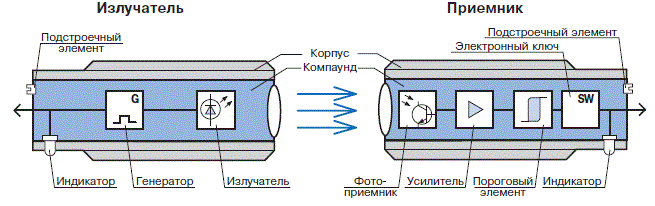 Излучатель
Приемник
Подстроечный
элемент
Корпус
Компаунд
Подстроечный элемент
Электронный ключ
G
SW
Индикатор
Генератор
Излучатель
Фото-
приемник
Усилитель
Пороговый
элемент
Индикатор